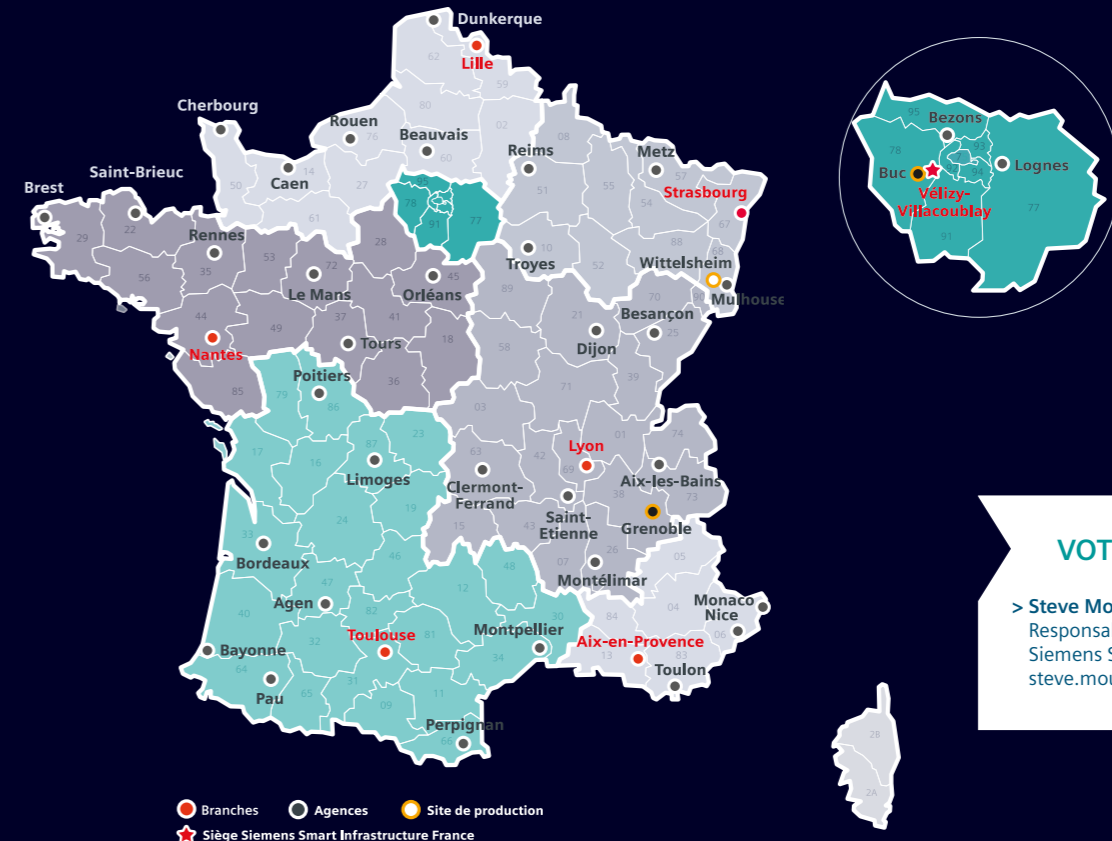 Dunkerque
62
Lille
59
Cherbourg
80
Rouen
76
Beauvais
02
08
Reims
Metz
60
57
Saint-Brieuc
14
Caen
27
50
61
95
78
91
77
51
55
54
Strasbourg
67
Brest
22
29
Rennes
35
53
72
28
10
Troyes
52
88
68
Wittelsheim
Mulhouse
56
Le Mans
Orléans
45
89
70
90
Besançon
25
44
49
37
41
18
21
Dijon
58
Nantes
Tours
39
85
36
71
79
Poitiers
86
03
23
01
74
Lyon
17
16
87
Limoges
63
42
69
Aix-les-Bains
Clermont-
Ferrand
38
73
19
24
Saint-
Etienne
Grenoble
33
15
43
Bordeaux
46
48
07
26
05
Montélimar
47
12
Agen
40
82
30
84
04
Monaco
Nice
06
32
Toulouse
81
Montpellier
Aix-en-Provence
Bayonne
34
13
83
64
Toulon
Pau
65
31
09
11
Perpignan
66
2B
2A
95
Bezons
78
93
7
Lognes
Buc
94
Vélizy-
Villacoublay
77
91
VOT
> Steve Mo
Responsa
Siemens S
steve.mou
Branches
Agences
Site de production
Siège Siemens Smart Infrastructure France